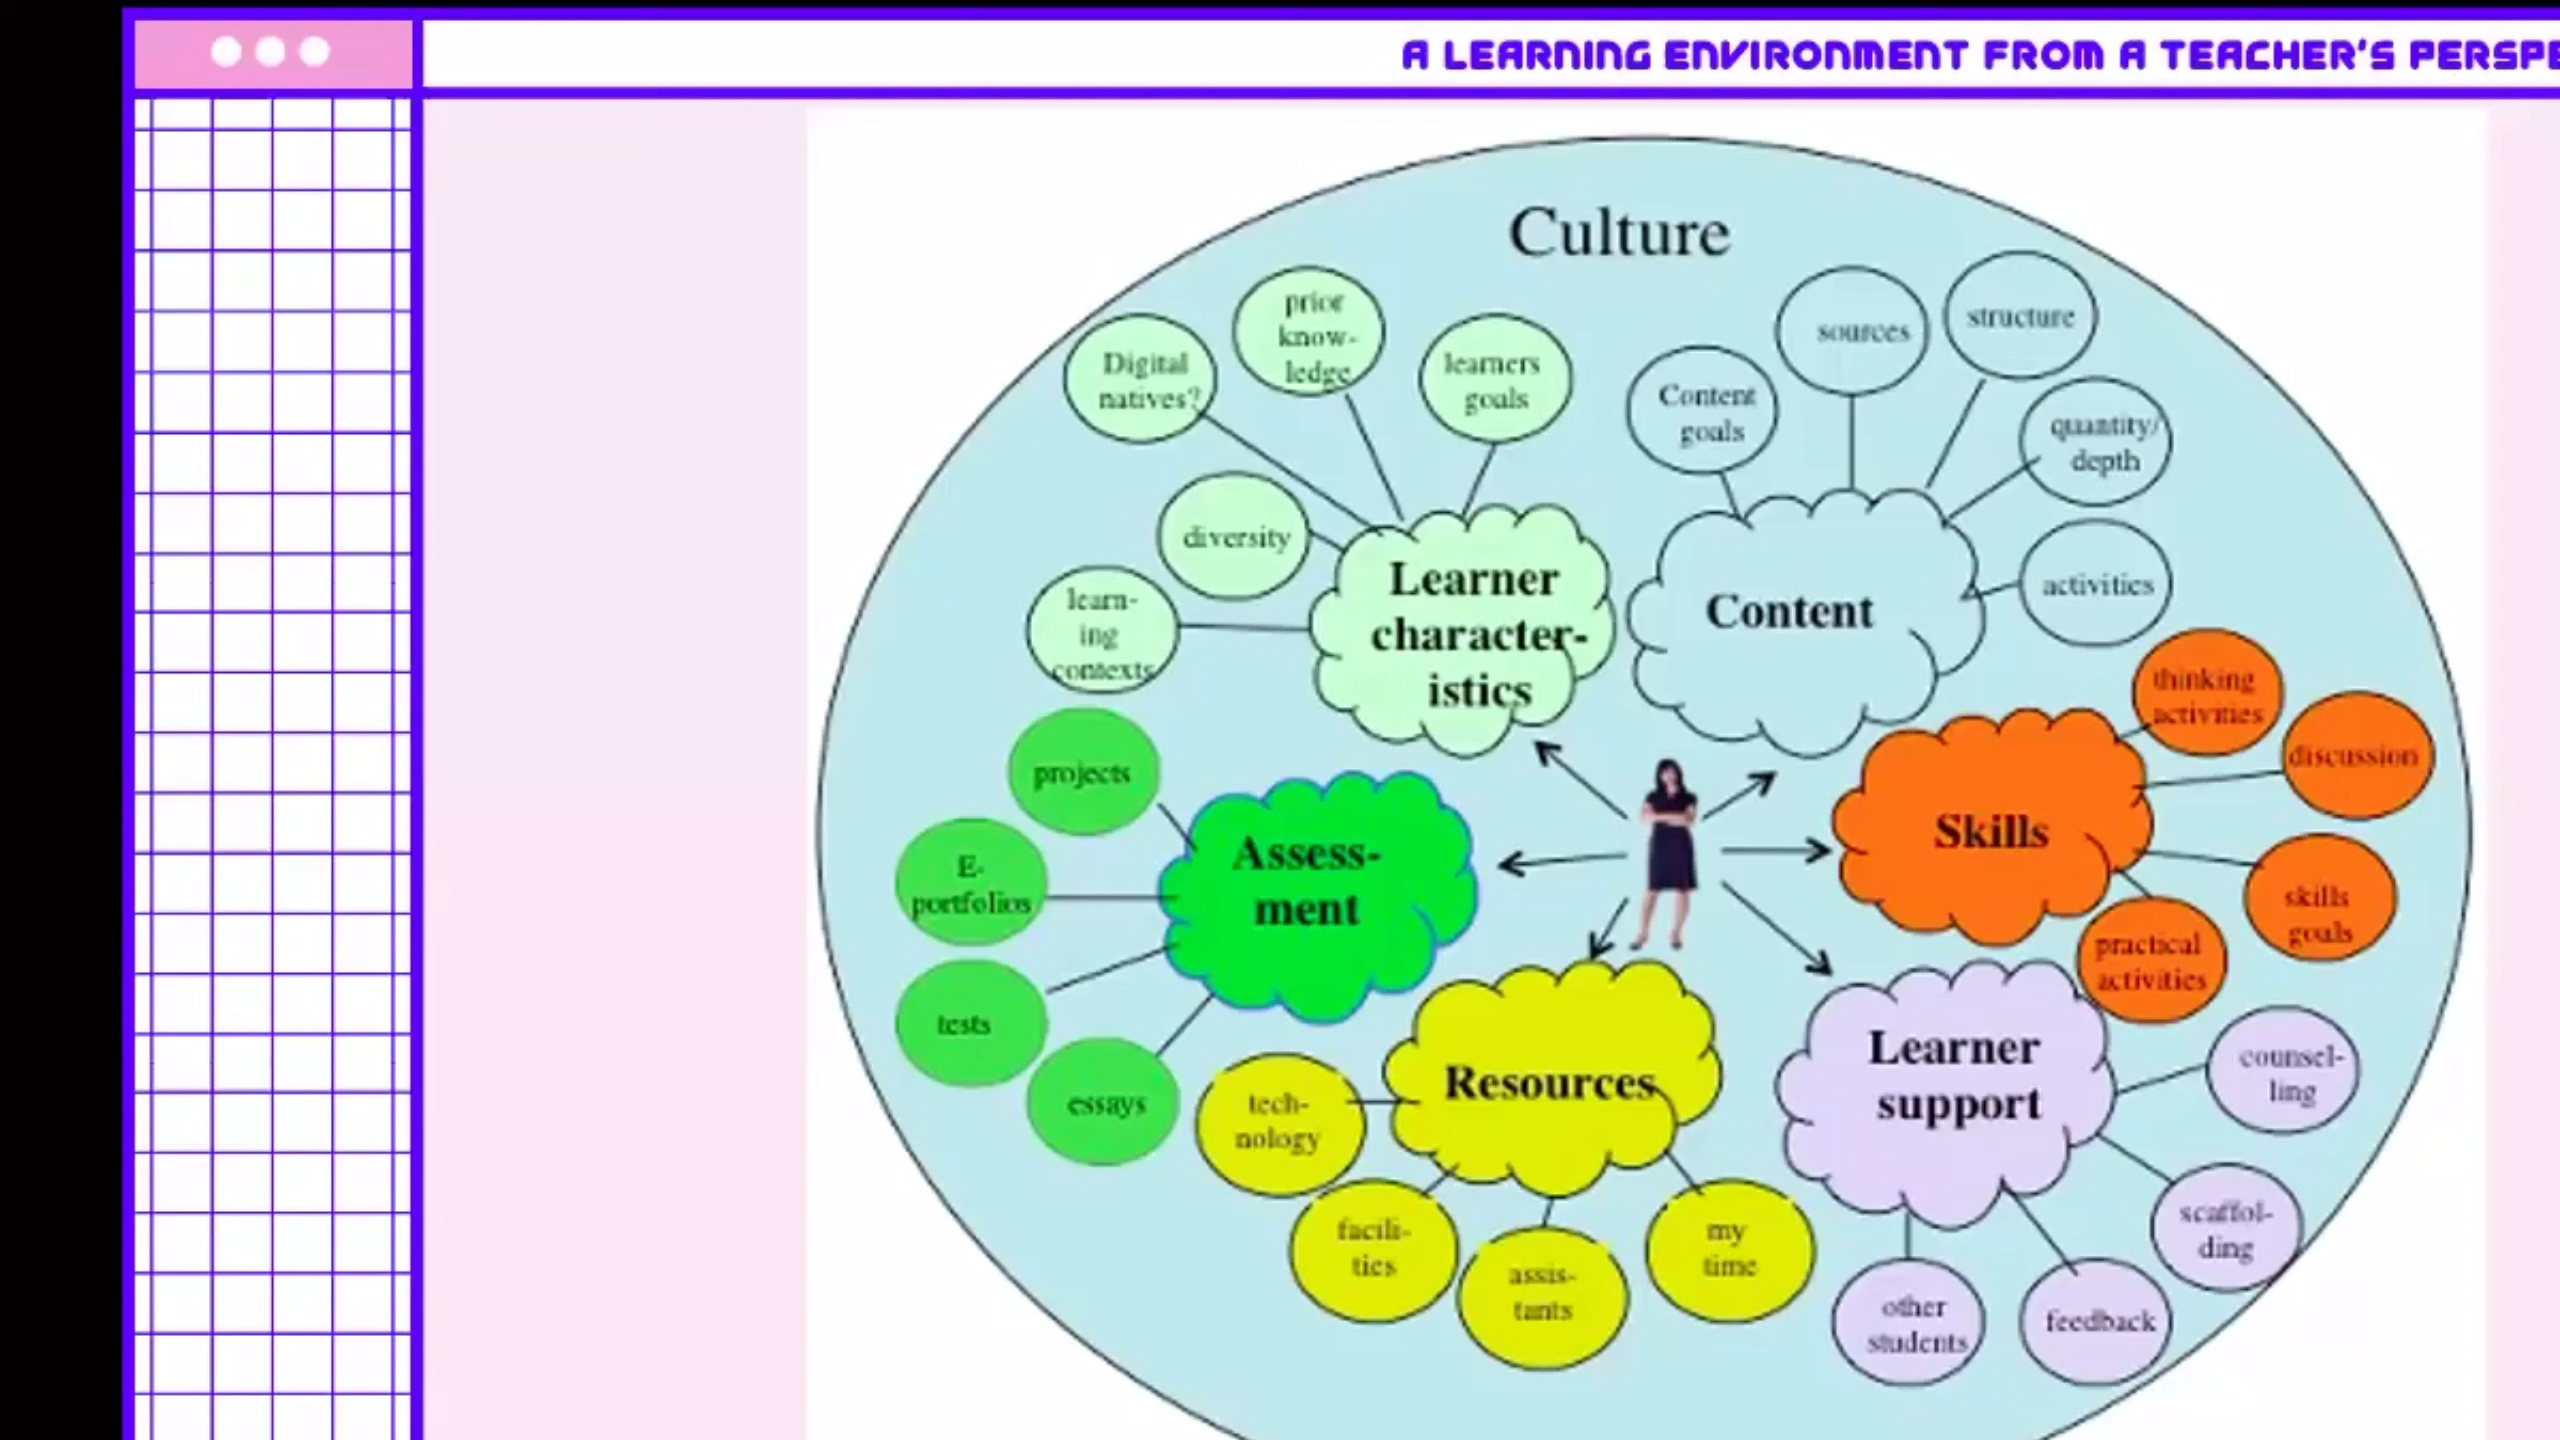 A LEARNING ENVIRONMENT FROM A TEACHER'S PERSPE
Culture
Digital
natives?
prior
know-
ledge
learners
goals
diversity
learn-
ing
contexts
Learner
character-
istics
Content
goals
sources
structure
quantity/
depth
activities
Content
thinking
activities
discussion
skills
goals
practical
activities
Skills
projects
E-
portfolios
tests
essays
Assess-
ment
tech-
nology
facili-
ties
assis-
tants
my
time
Resources
Learner
support
counsel-
ling
scaffol-
ding
feedback
other
students